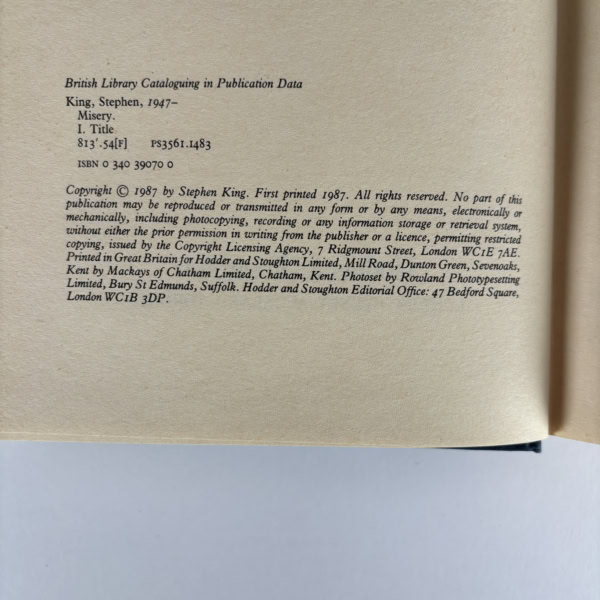 British Library Cataloguing in Publication Data
King, Stephen, 1947–
Misery.
I. Title
813'.54[F] PS3561.I483
ISBN 0 340 39070 0
Copyright © 1987 by Stephen King. First printed 1987. All rights reserved. No part of this
publication may be reproduced or transmitted in any form or by any means, electronically or
mechanically, including photocopying, recording or any information storage or retrieval system,
without either the prior permission in writing from the publisher or a licence, permitting restricted
copying, issued by the Copyright Licensing Agency, 7 Ridgmount Street, London WC1E 7AE.
Printed in Great Britain for Hodder and Stoughton Limited, Mill Road, Dunton Green, Sevenoaks,
Kent by Mackays of Chatham Limited, Chatham, Kent. Photoset by Rowland Phototypesetting
Limited, Bury St Edmunds, Suffolk. Hodder and Stoughton Editorial Office: 47 Bedford Square,
London WC1B 3DP.